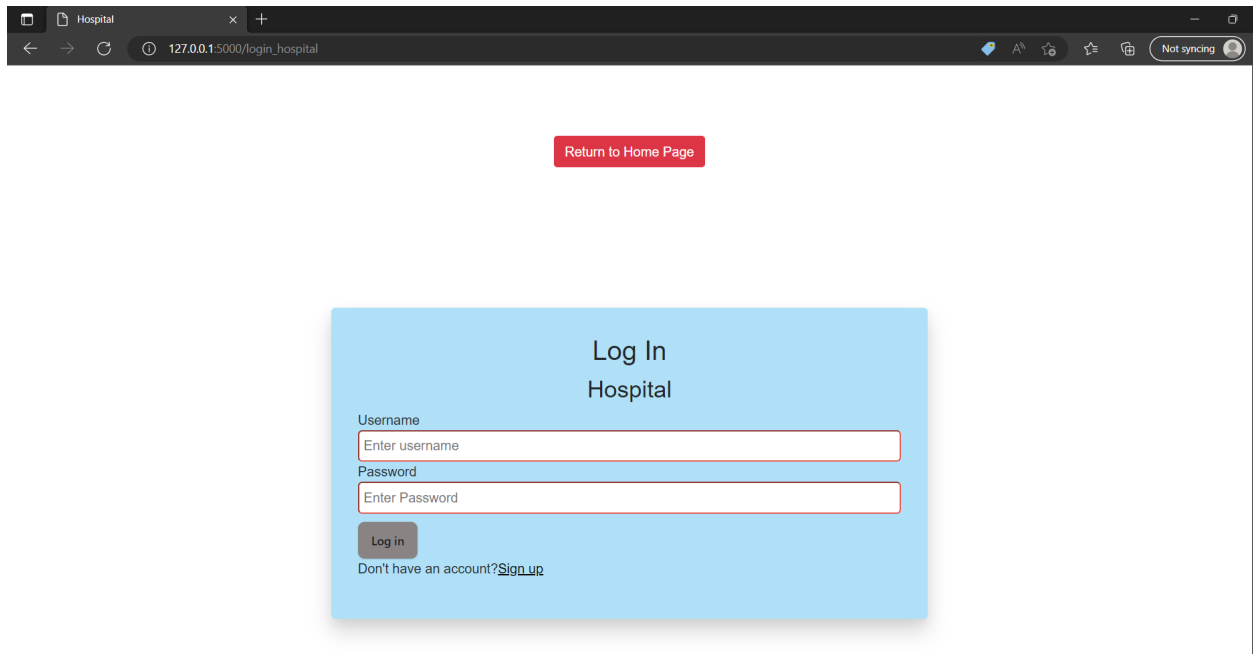 Hospital
127.0.0.1:5000/login_hospital
Not syncing
Return to Home Page
Log In
Hospital
Username
Enter username
Password
Enter Password
Log in
Don't have an account?Sign up